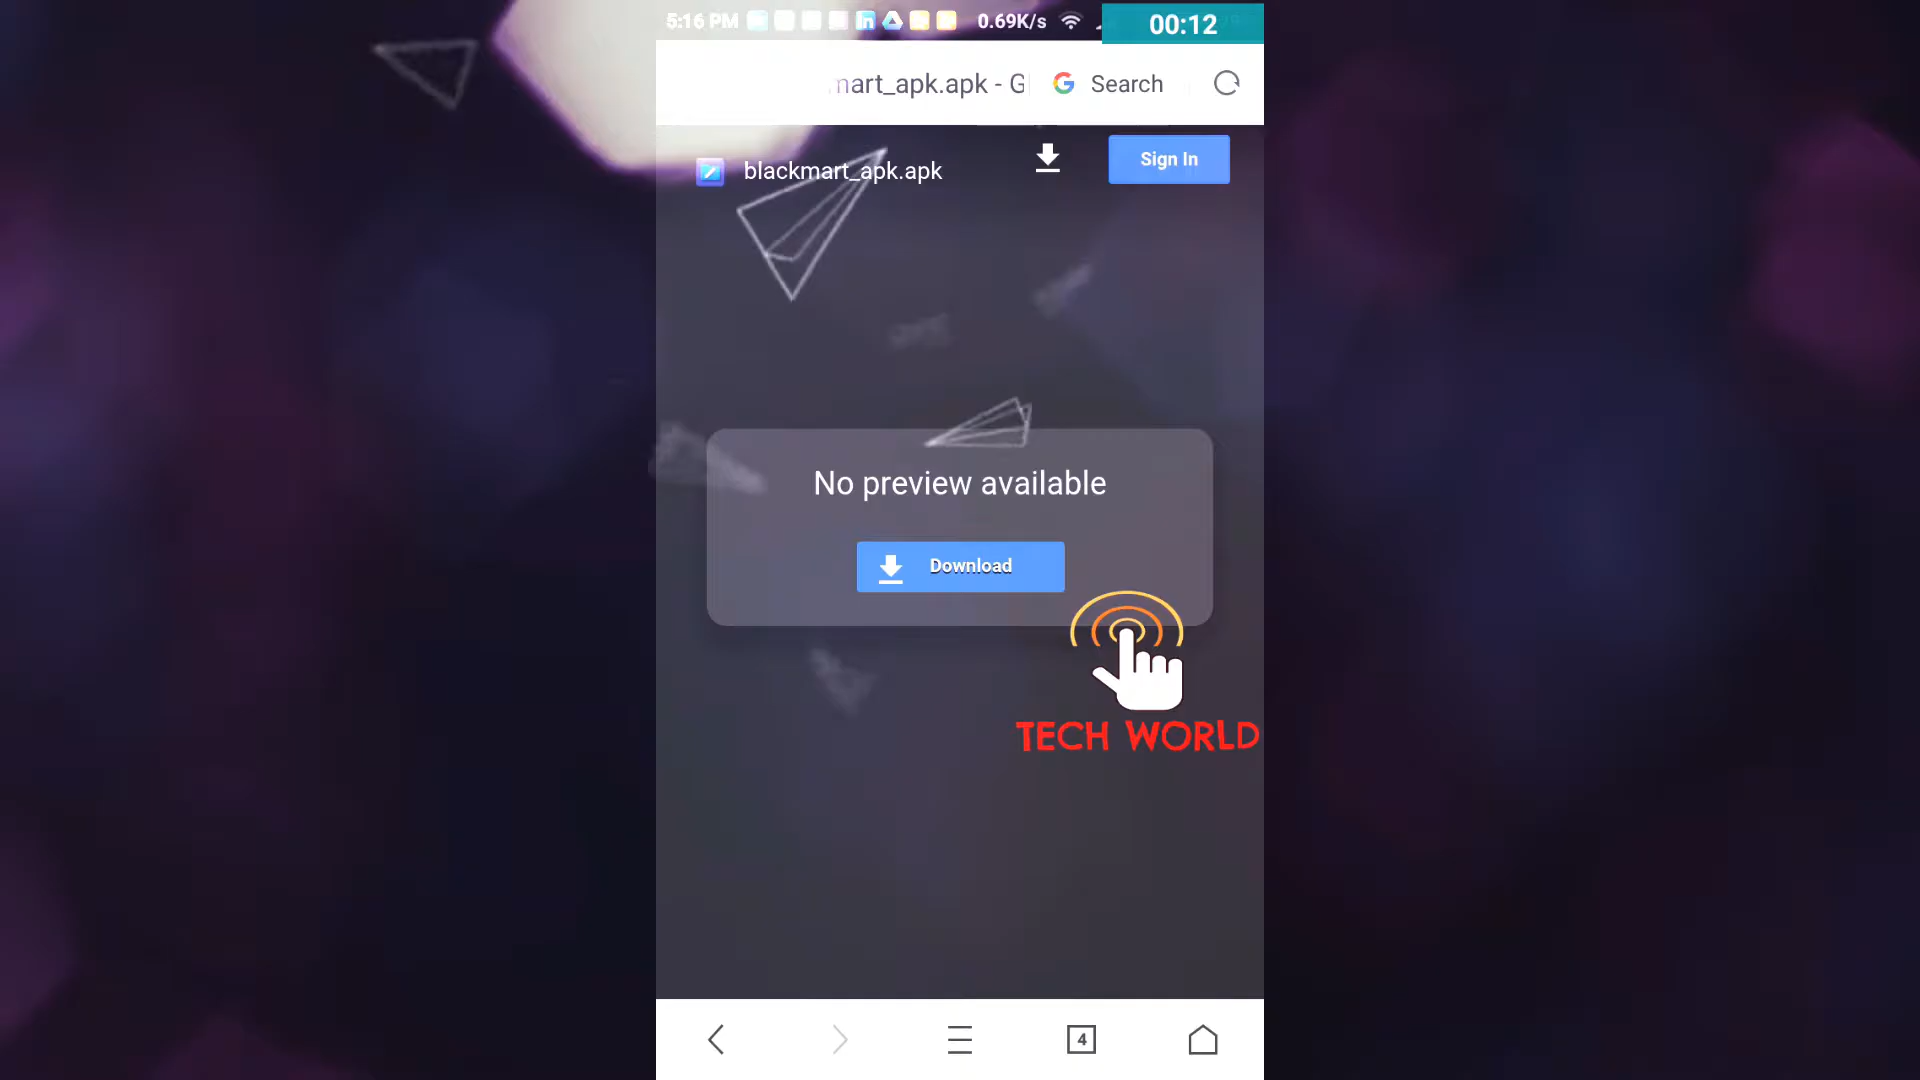 5:16 PM
0.69K/s
00:12
mart_apk.apk - G
Search
blackmart_apk.apk
Sign In
No preview available
Download
TECH WORLD
4